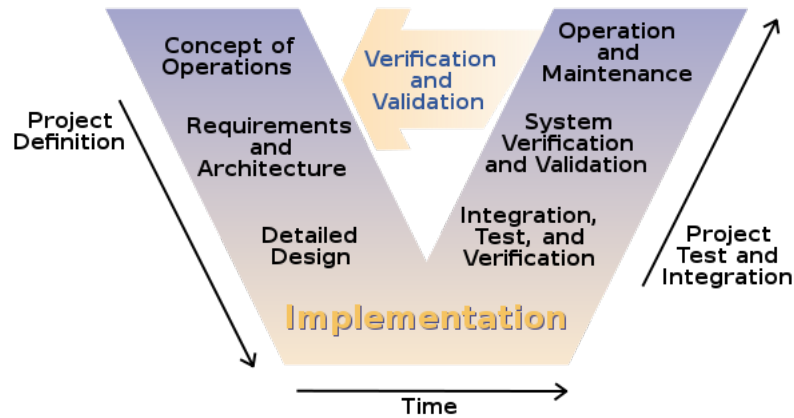 Concept of
Operations
Verification
and
Validation
Operation
and
Maintenance
Project
Definition
Requirements
and
Architecture
System
Verification
and Validation
Detailed
Design
Integration,
Test, and
Verification
Project
Test and
Integration
Implementation
Time